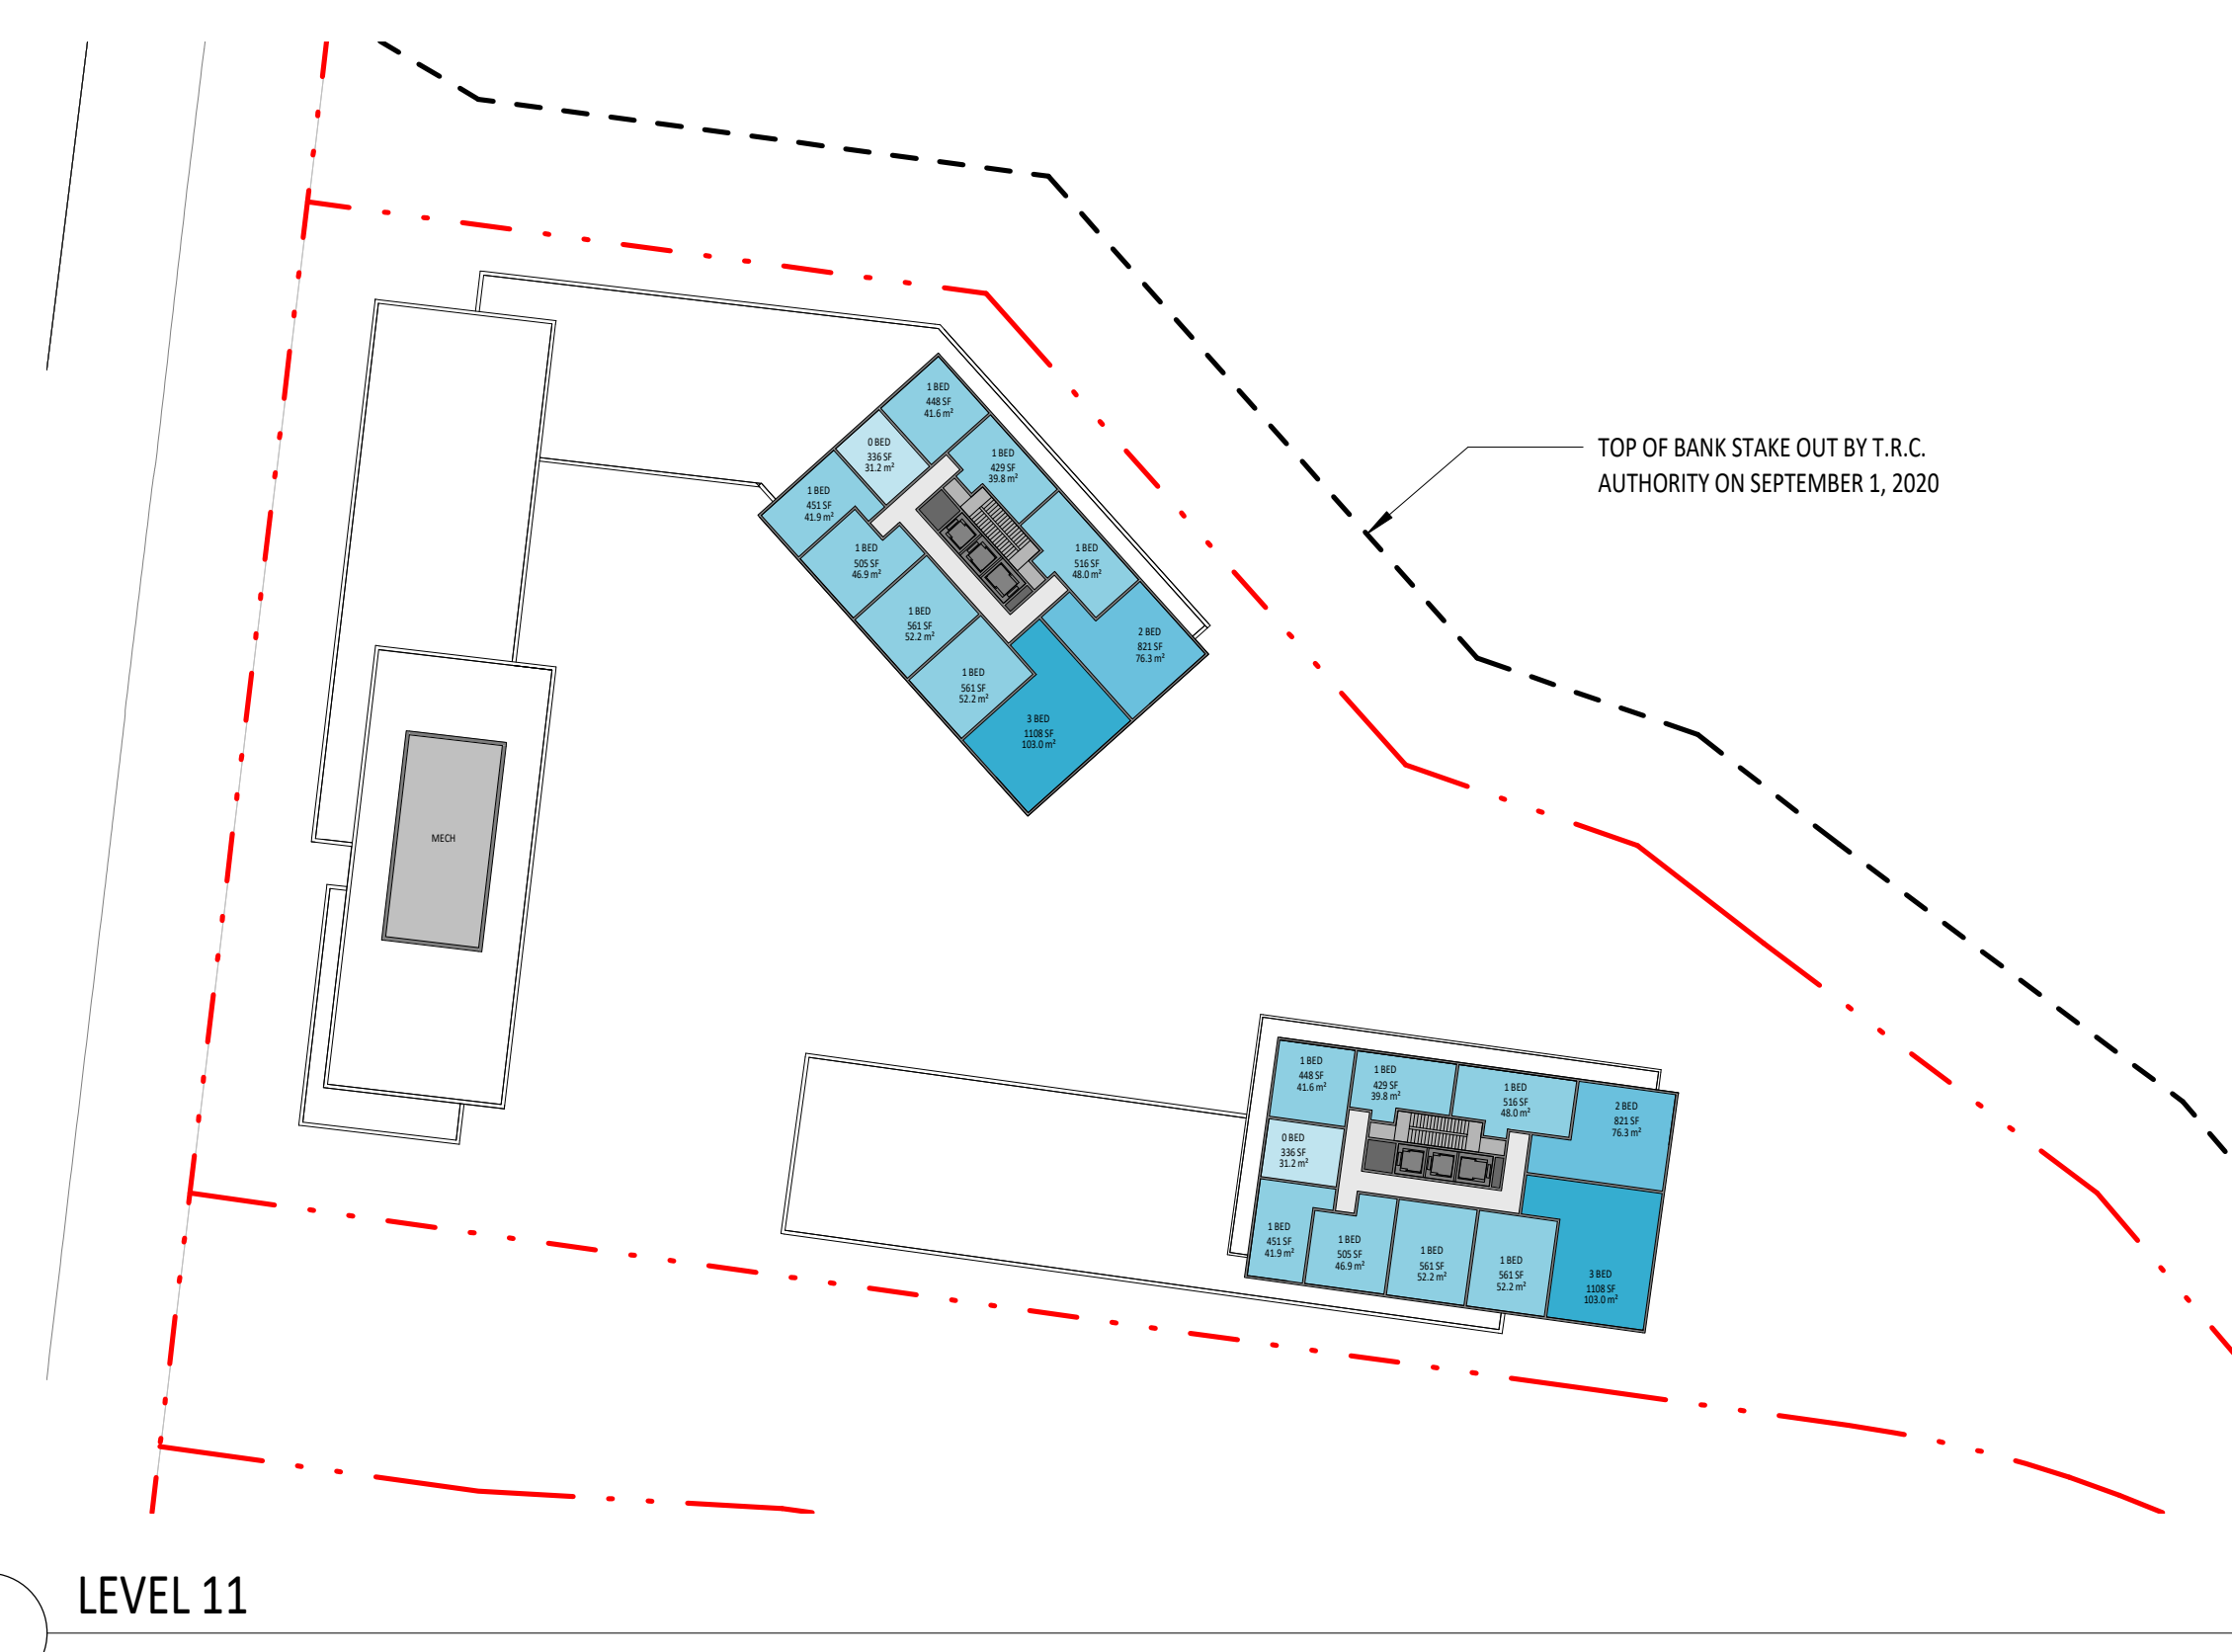 TOP OF BANK STAKE OUT BY T.R.C.
AUTHORITY ON SEPTEMBER 1, 2020
1 BED
448 SF
41.6 m²
0 BED
336 SF
31.2 m²
1 BED
429 SF
39.8 m²
1 BED
451 SF
41.9 m²
1 BED
505 SF
46.9 m²
1 BED
516 SF
48.0 m²
1 BED
561 SF
52.2 m²
2 BED
821 SF
76.3 m²
1 BED
561 SF
52.2 m²
3 BED
1108 SF
103.0 m²
MECH
1 BED
448 SF
41.6 m²
1 BED
429 SF
39.8 m²
1 BED
516 SF
48.0 m²
2 BED
821 SF
76.3 m²
0 BED
336 SF
31.2 m²
1 BED
451 SF
41.9 m²
1 BED
505 SF
46.9 m²
1 BED
561 SF
52.2 m²
1 BED
561 SF
52.2 m²
3 BED
1108 SF
103.0 m²
LEVEL 11